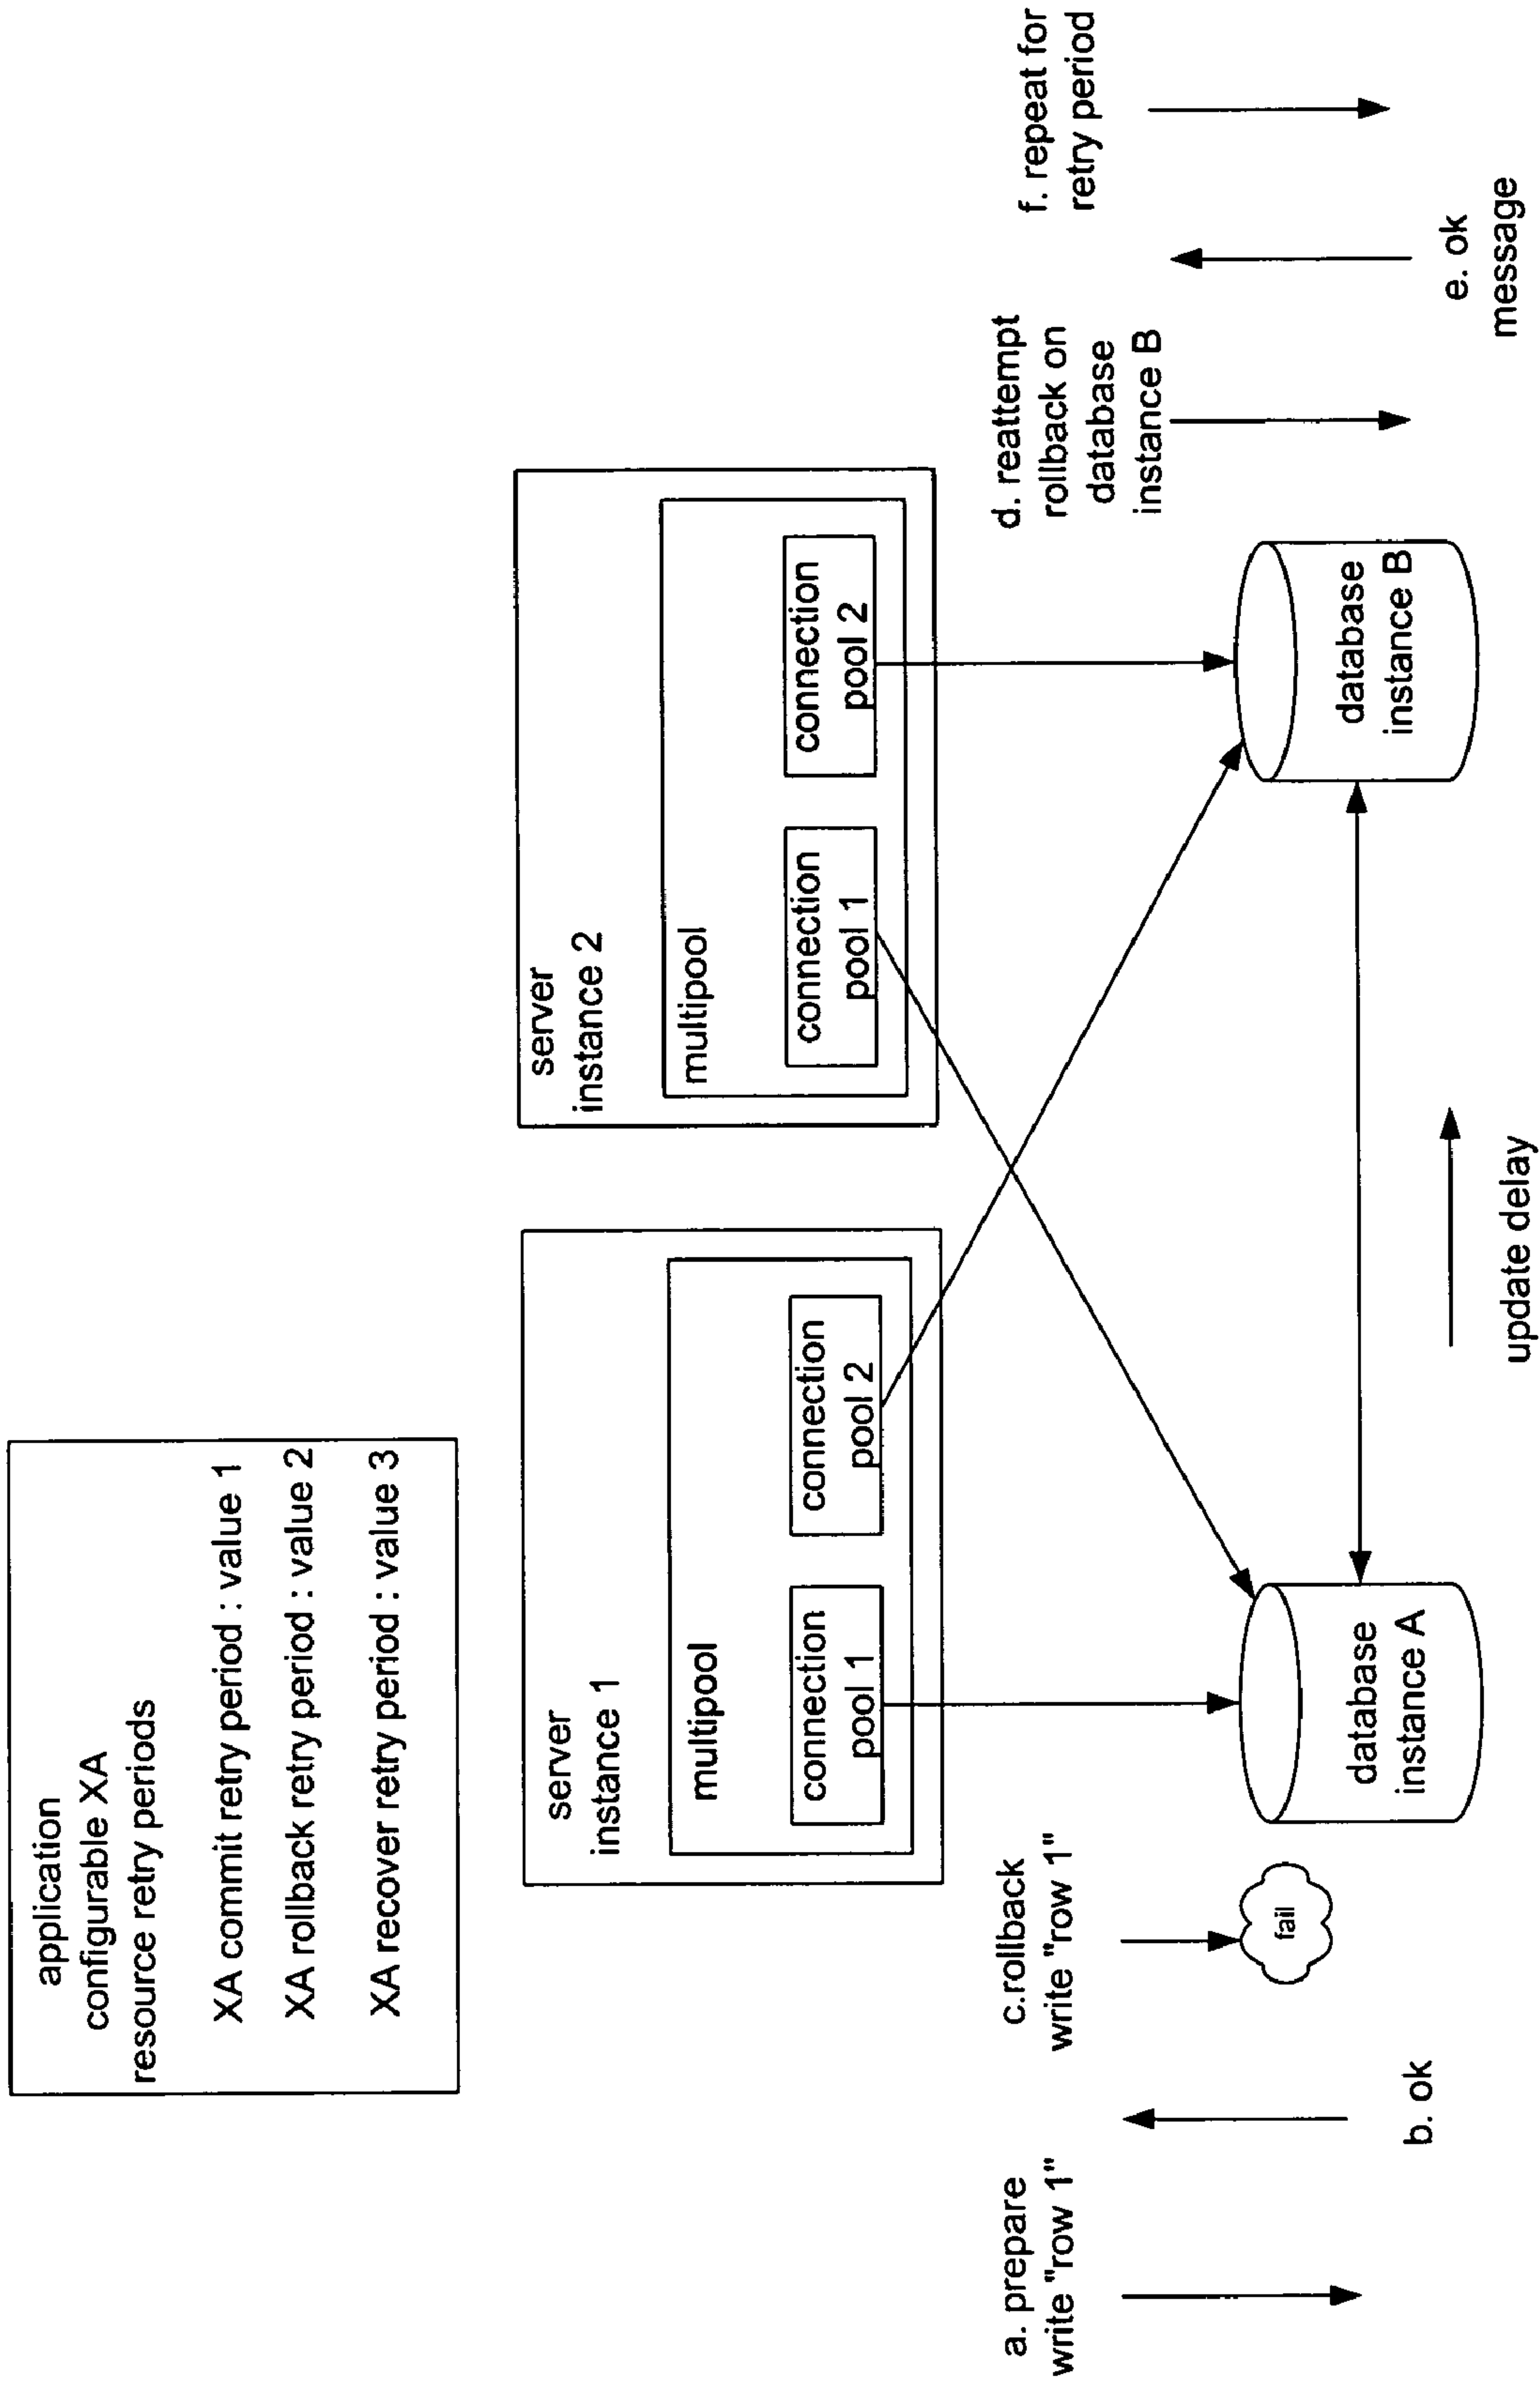 application
configurable XA
resource retry periods
XA commit retry period : value 1
XA rollback retry period : value 2
XA recover retry period : value 3
server
instance 1
multipool
connection
pool 1
connection
pool 2
server
instance 2
multipool
connection
pool 1
connection
pool 2
a. prepare
write "row 1"
b. ok
c.rollback
write "row 1"
fail
database
instance A
update delay
database
instance B
d. reattempt
rollback on
database
instance B
e. ok
message
f. repeat for
retry period